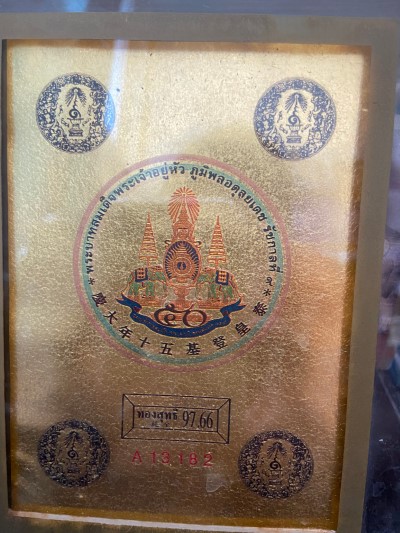 * พระบาทสมเด็จพระเจ้าอยู่หัว ภูมิพลอดุลยเดช รัชกาลที่ ๙ *
๕๐
泰皇登基五十年大慶
ทองสุทธิ 97.66
A 13182